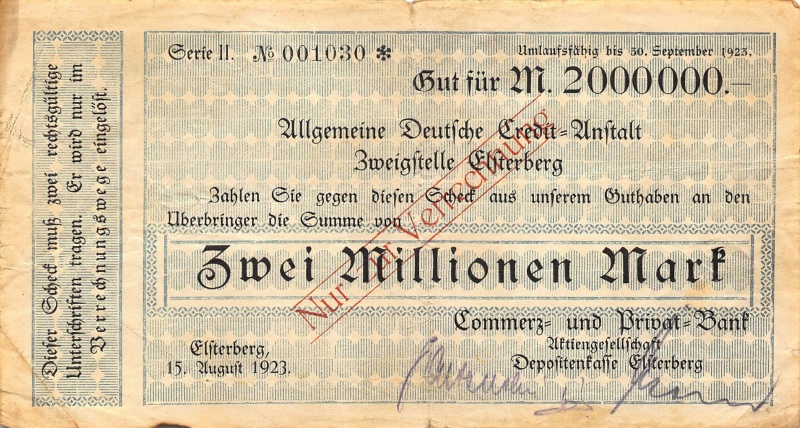 Dieser Scheck muß zwei rechtsgültige
Unterschriften tragen. Er wird nur im
Verrechnungswege eingelöst.
Serie II. № 001030 *
Umlaufsfähig bis 30. September 1923.
Gut für M. 2000000.—
Allgemeine Deutsche Credit-Anstalt
Zweigstelle Elsterberg
Zahlen Sie gegen diesen Scheck aus unserem Guthaben an den
Überbringer die Summe von
Nur zur Verrechnung
Zwei Millionen Mark
Commerz- und Privat-Bank
Aktiengesellschaft
Depositenkasse Elsterberg
Elsterberg,
15. August 1923.